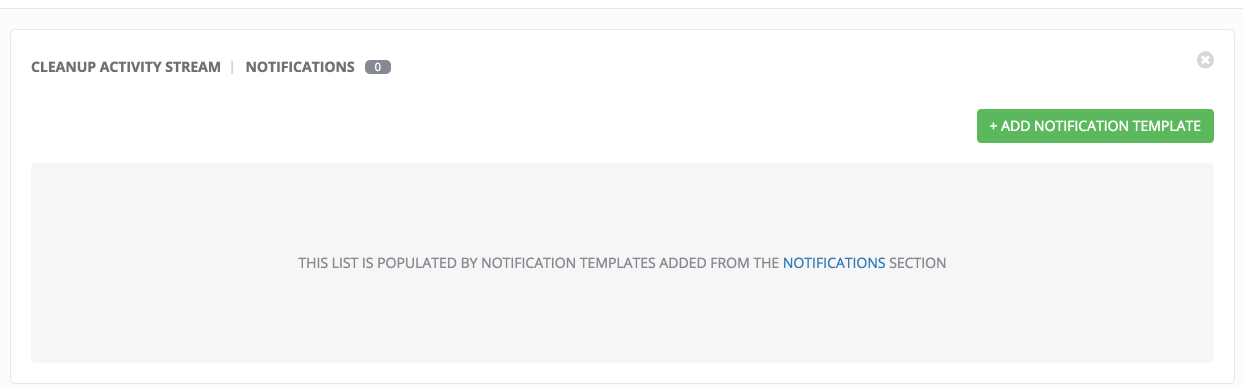 CLEANUP ACTIVITY STREAM | NOTIFICATIONS 0
+ ADD NOTIFICATION TEMPLATE
THIS LIST IS POPULATED BY NOTIFICATION TEMPLATES ADDED FROM THE NOTIFICATIONS SECTION